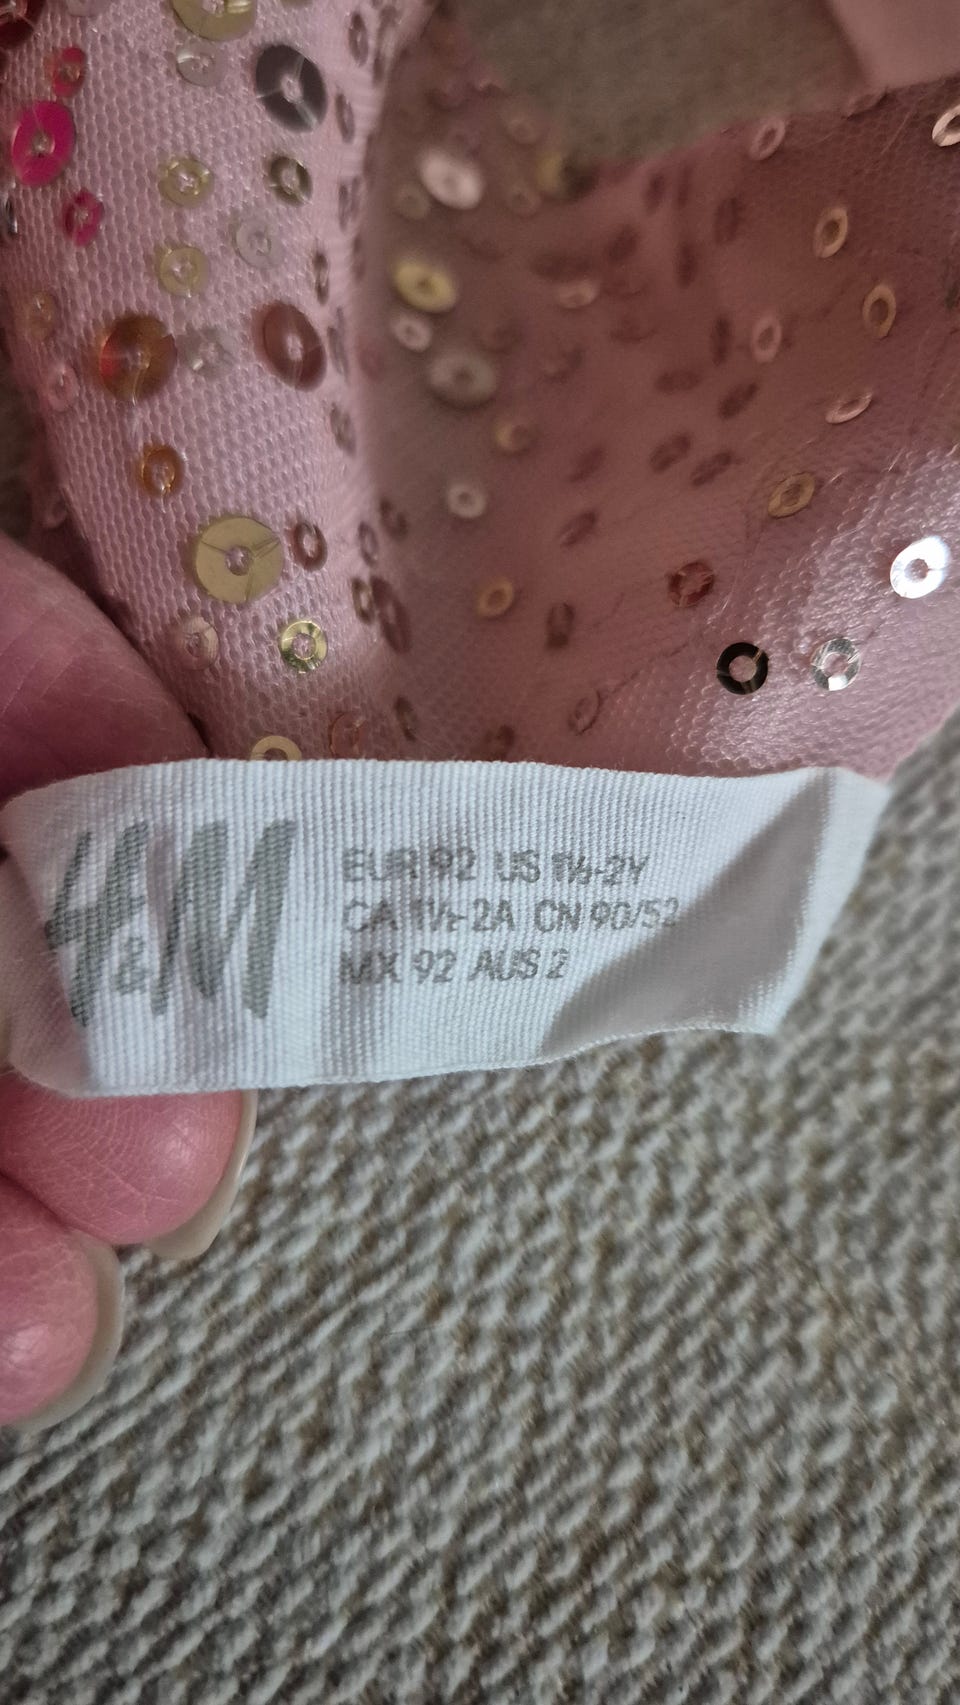 H&M
EUR 92 US 1½-2Y
CA 1½-2A CN 90/52
MX 92 AUS 2